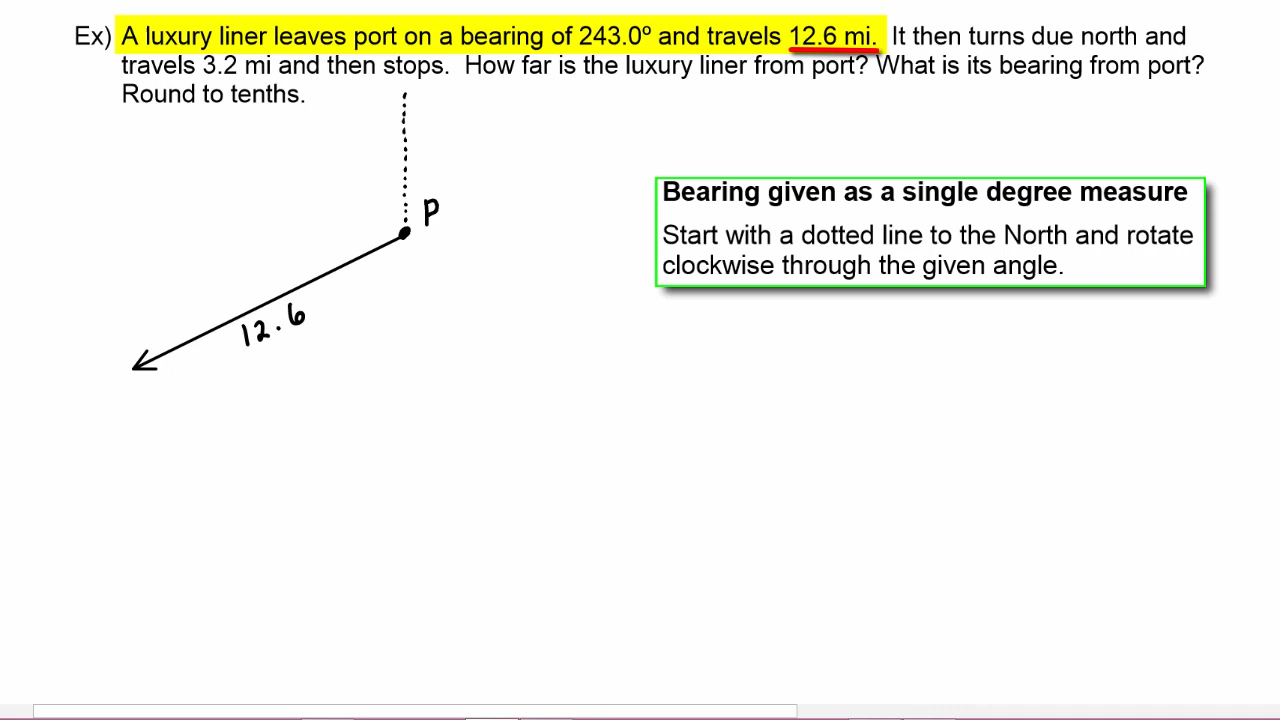 Ex) A luxury liner leaves port on a bearing of 243.0º and travels 12.6 mi. It then turns due north and
travels 3.2 mi and then stops. How far is the luxury liner from port? What is its bearing from port?
Round to tenths.
Bearing given as a single degree measure
P
Start with a dotted line to the North and rotate
clockwise through the given angle.
12.6